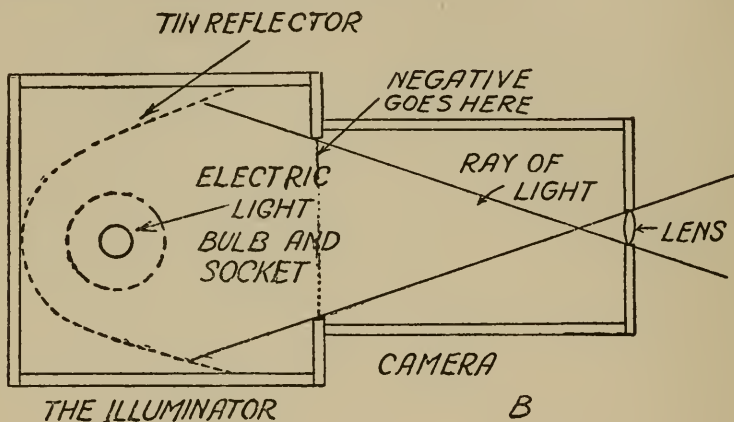 TIN REFLECTOR
NEGATIVE
GOES HERE
ELECTRIC
LIGHT
BULB AND
SOCKET
RAY OF
LIGHT
LENS
CAMERA
THE ILLUMINATOR
B